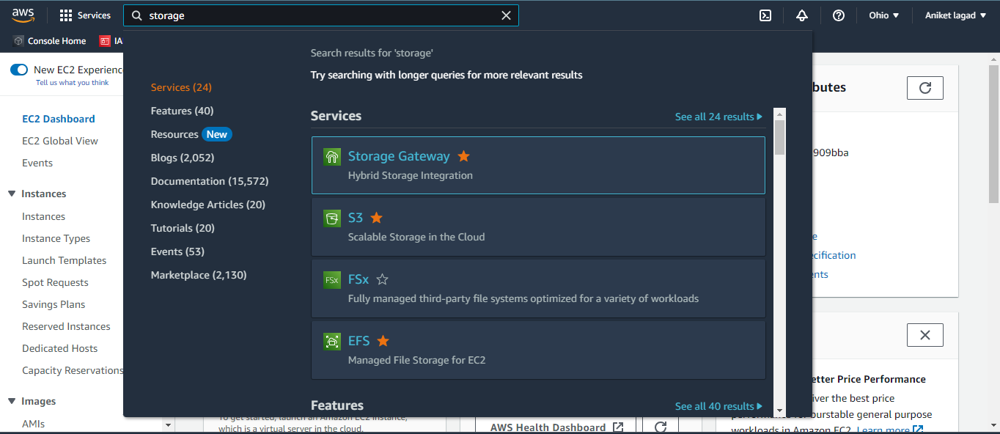 aws
Services
storage
Ohio
Aniket lagad
Console Home
IA
New EC2 Experienc
Tell us what you think
EC2 Dashboard
EC2 Global View
Events
Instances
Instances
Instance Types
Launch Templates
Spot Requests
Savings Plans
Reserved Instances
Dedicated Hosts
Capacity Reservations
Images
AMIs
Services (24)
Features (40)
Resources New
Blogs (2,052)
Documentation (15,572)
Knowledge Articles (20)
Tutorials (20)
Events (53)
Marketplace (2,130)
Search results for 'storage'
Try searching with longer queries for more relevant results
Services
See all 24 results
Storage Gateway
Hybrid Storage Integration
S3
Scalable Storage in the Cloud
FSx
FSx
Fully managed third-party file systems optimized for a variety of workloads
EFS
Managed File Storage for EC2
Features
See all 40 results
butes
909bba
e
cification
ents
etter Price Performance
iver the best price
performance for burstable general purpose
workloads in Amazon EC2. Learn more
To get started, launch an Amazon EC2 instance,
which is a virtual server in the cloud.
AWS Health Dashboard